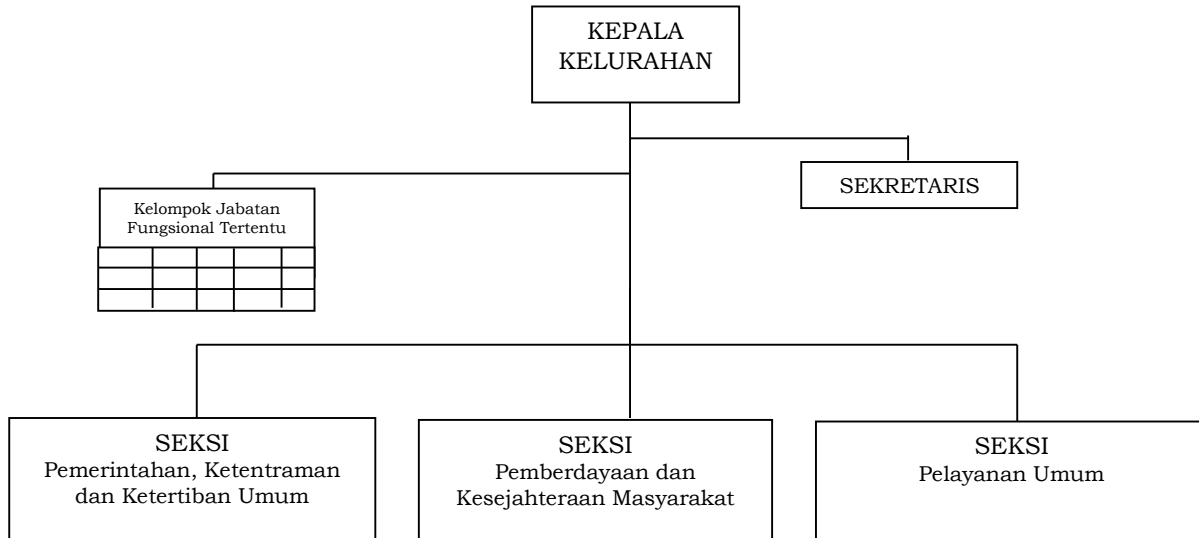 KEPALA
KELURAHAN
SEKRETARIS
Kelompok Jabatan
Fungsional Tertentu
SEKSI
Pemerintahan, Ketentraman
dan Ketertiban Umum
SEKSI
Pemberdayaan dan
Kesejahteraan Masyarakat
SEKSI
Pelayanan Umum